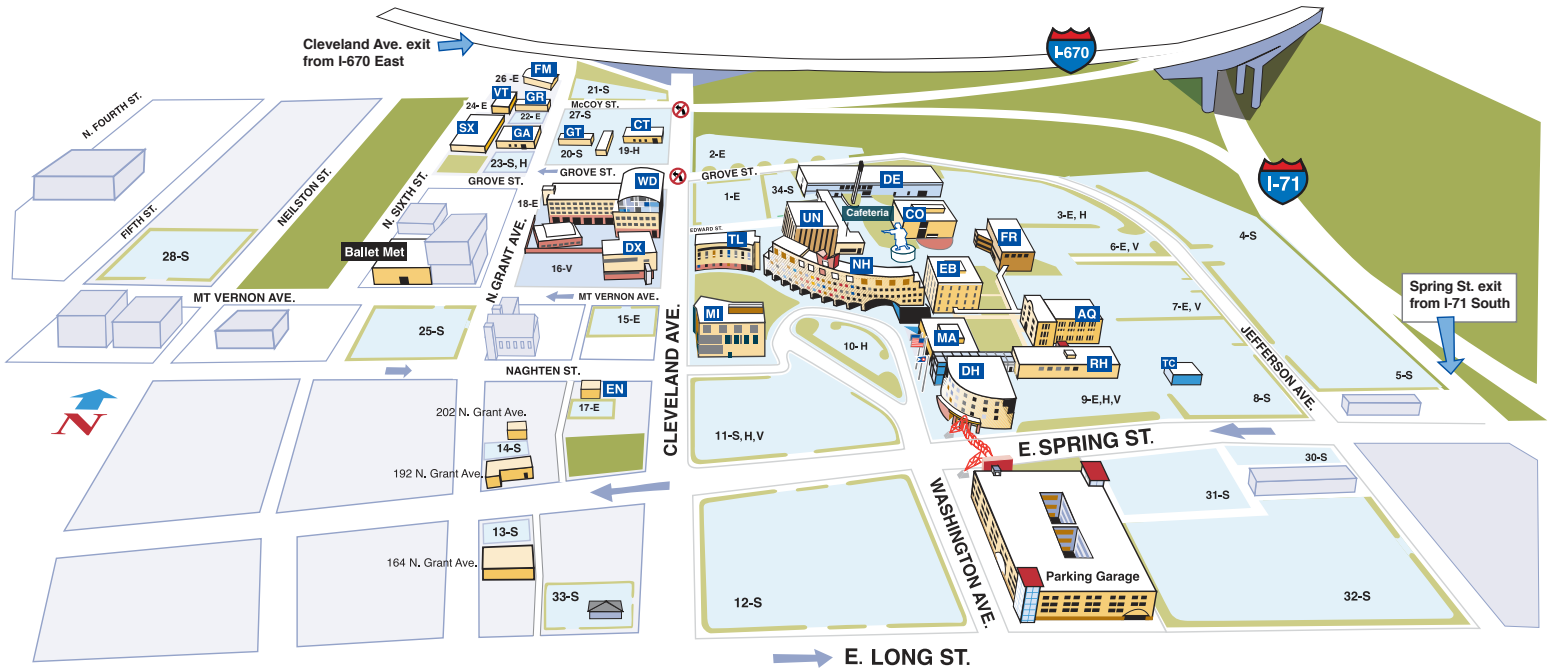 I-670
Cleveland Ave. exit
from I-670 East
FM
26 -E
VT
GR
21-S
24- E
22- E
McCOY ST.
27-S
N. FOURTH ST.
SX
GA
GT
CT
20-S
19-H
23-S, H
GROVE ST.
GROVE ST.
GROVE ST.
2-E
I-71
1-E
34-S
DE
WD
18-E
NEILSTON ST.
N. SIXTH ST.
FIFTH ST.
UN
Cafeteria
CO
3-E, H
4-S
EDWARD ST.
TL
FR
6-E, V
N. GRANT AVE.
DX
28-S
Ballet Met
16-V
NH
EB
MT VERNON AVE.
MT VERNON AVE.
Spring St. exit
from I-71 South
7-E, V
25-S
15-E
MI
AQ
CLEVELAND AVE.
MA
10- H
JEFFERSON AVE.
RH
TC
DH
NAGHTEN ST.
5-S
EN
17-E
8-S
9-E,H,V
N
202 N. Grant Ave.
11-S, H,V
14-S
E. SPRING ST.
192 N. Grant Ave.
30-S
31-S
WASHINGTON AVE.
13-S
164 N. Grant Ave.
Parking Garage
33-S
12-S
32-S
E. LONG ST.